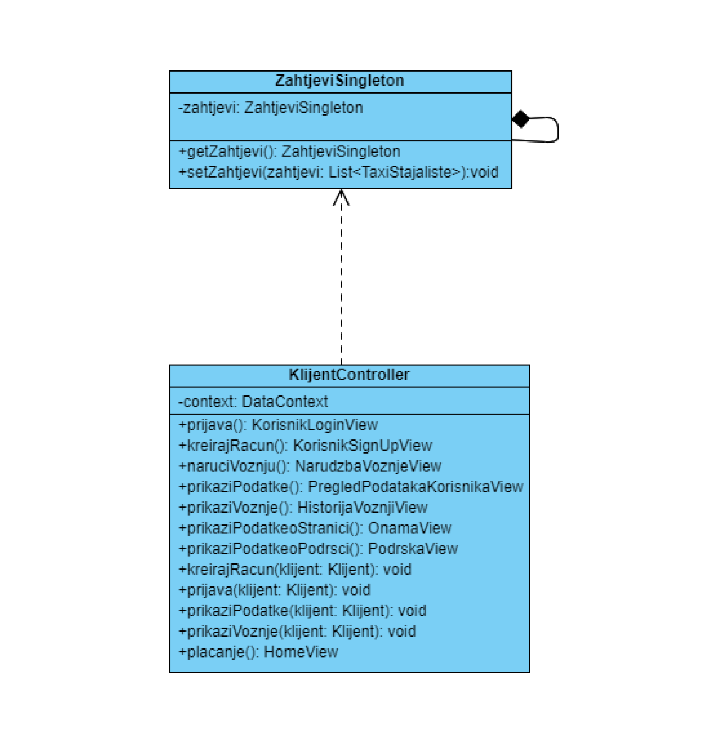 ZahtjeviSingleton
-zahtjevi: ZahtjeviSingleton
+getZahtjevi(): ZahtjeviSingleton
+setZahtjevi(zahtjevi: List<TaxiStajaliste>):void
KlijentController
-context: DataContext
+prijava(): KorisnikLoginView
+kreirajRacun(): KorisnikSignUpView
+naruciVoznju(): NarudzbaVoznjeView
+prikaziPodatke(): PregledPodatakaKorisnikaView
+prikaziVoznje(): HistorijaVoznjiView
+prikaziPodatkeoStranici(): OnamaView
+prikaziPodatkeoPodrsci(): PodrskaView
+kreirajRacun(klijent: Klijent): void
+prijava(klijent: Klijent): void
+prikaziPodatke(klijent: Klijent): void
+prikaziVoznje(klijent: Klijent): void
+placanje(): HomeView